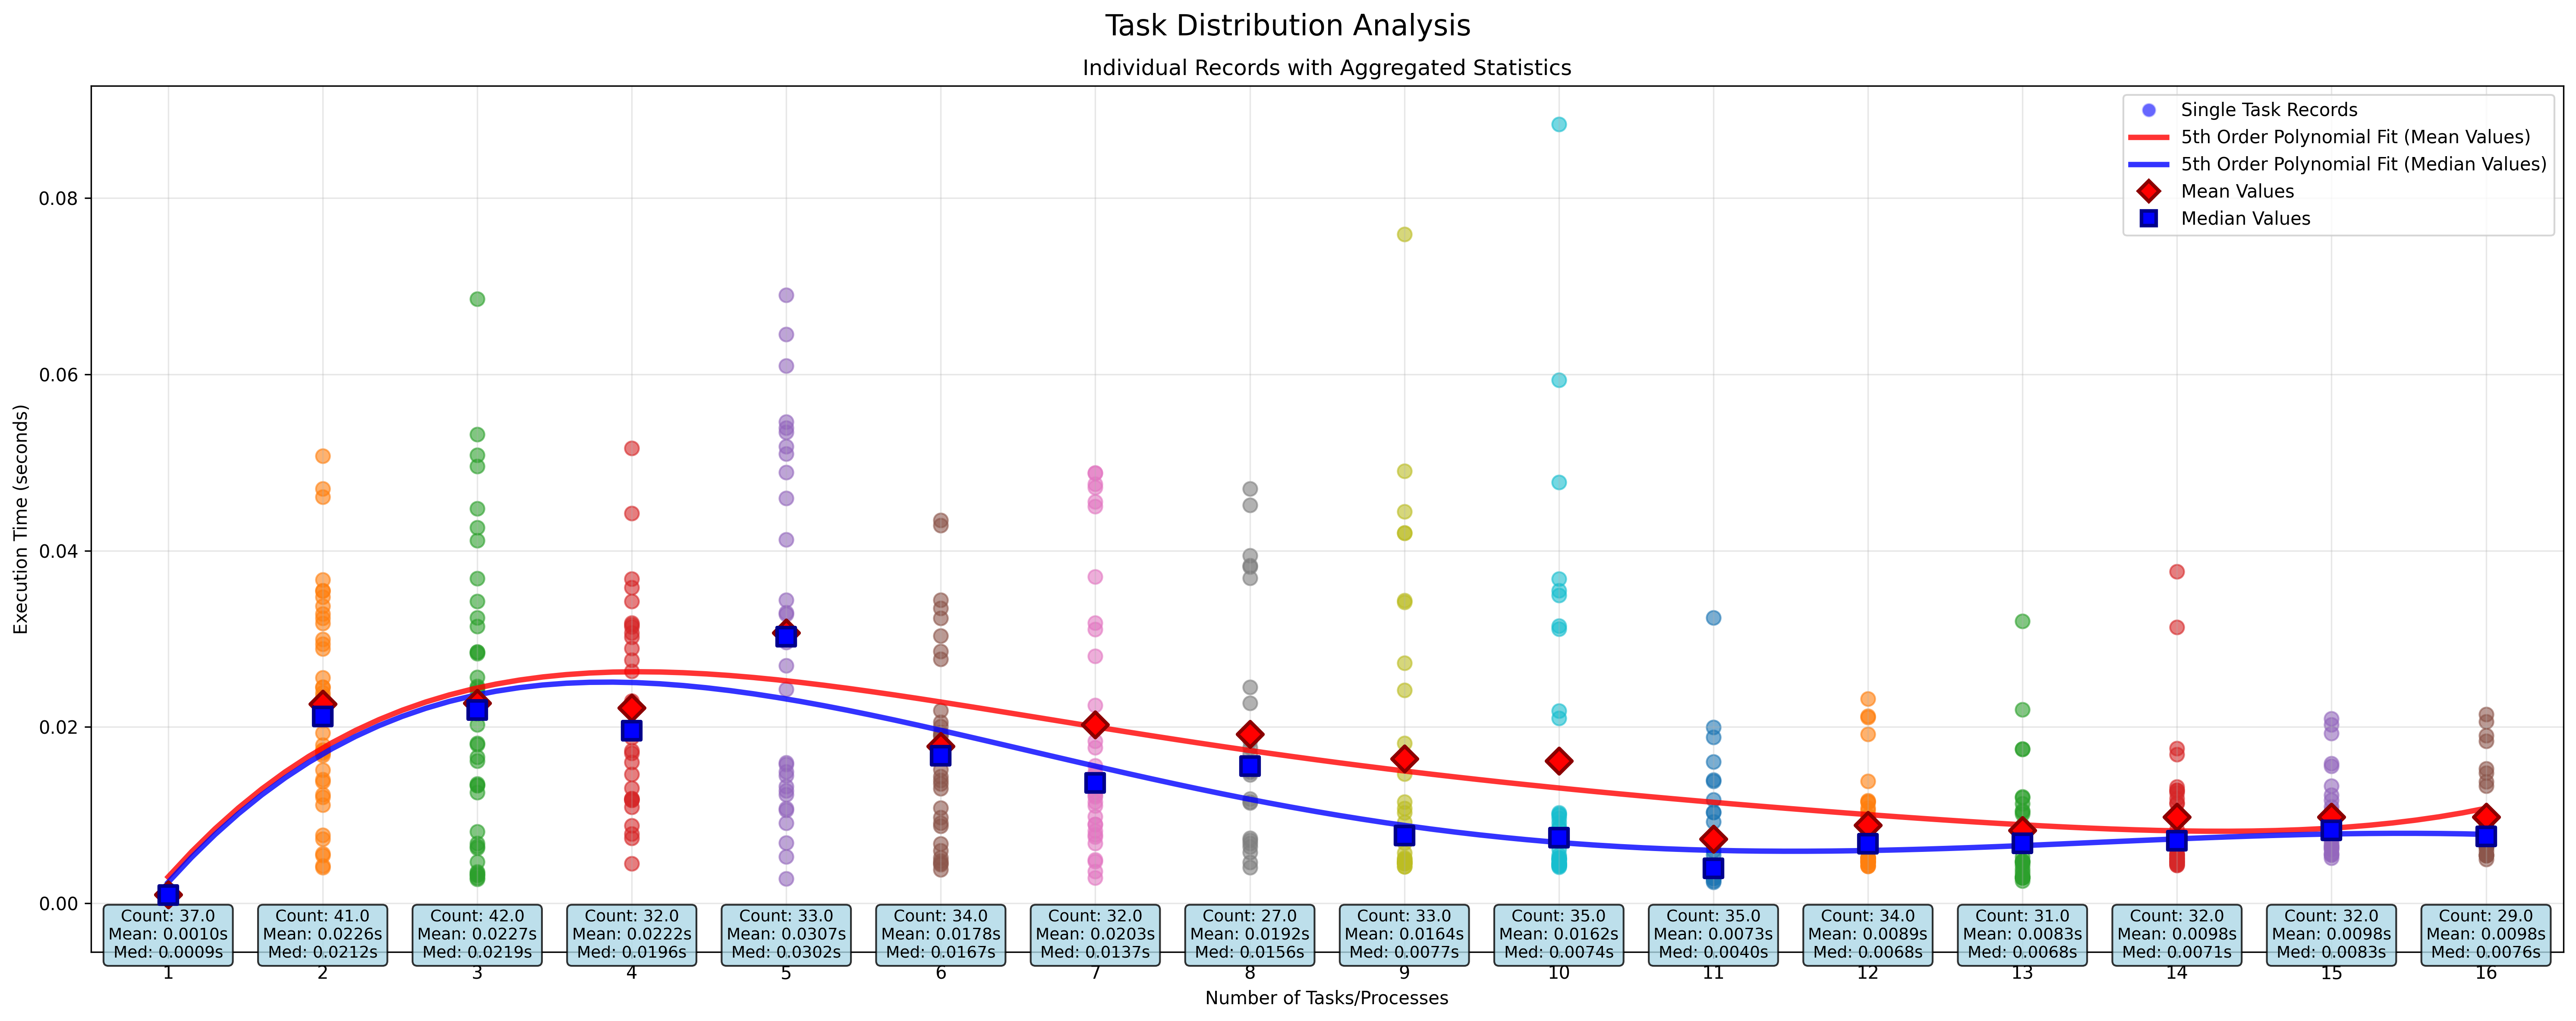 Task Distribution Analysis
Individual Records with Aggregated Statistics
Single Task Records
5th Order Polynomial Fit (Mean Values)
5th Order Polynomial Fit (Median Values)
Mean Values
Median Values
Execution Time (seconds)
0.08
0.06
0.04
0.02
0.00
Count: 37.0
Mean: 0.0010s
Med: 0.0009s
Count: 41.0
Mean: 0.0226s
Med: 0.0212s
Count: 42.0
Mean: 0.0227s
Med: 0.0219s
Count: 32.0
Mean: 0.0222s
Med: 0.0196s
Count: 33.0
Mean: 0.0307s
Med: 0.0302s
Count: 34.0
Mean: 0.0178s
Med: 0.0167s
Count: 32.0
Mean: 0.0203s
Med: 0.0137s
Count: 27.0
Mean: 0.0192s
Med: 0.0156s
Count: 33.0
Mean: 0.0164s
Med: 0.0077s
Count: 35.0
Mean: 0.0162s
Med: 0.0074s
Count: 35.0
Mean: 0.0073s
Med: 0.0040s
Count: 34.0
Mean: 0.0089s
Med: 0.0068s
Count: 31.0
Mean: 0.0083s
Med: 0.0068s
Count: 32.0
Mean: 0.0098s
Med: 0.0071s
Count: 32.0
Mean: 0.0098s
Med: 0.0083s
Count: 29.0
Mean: 0.0098s
Med: 0.0076s
1 2 3 4 5 6 7 8 9 10 11 12 13 14 15 16
Number of Tasks/Processes